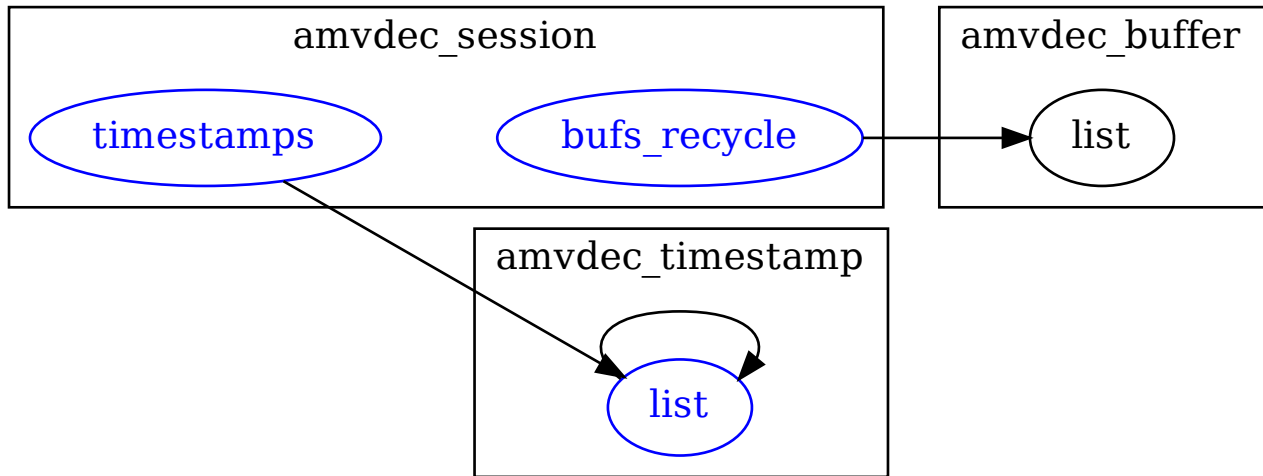 amvdec_session
timestamps
bufs_recycle
amvdec_buffer
list
amvdec_timestamp
list